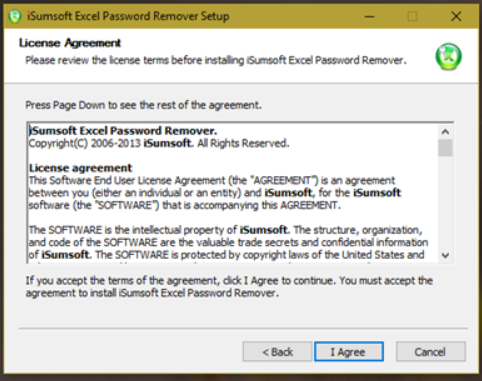 iSumsoft Excel Password Remover Setup
License Agreement
Please review the license terms before installing iSumsoft Excel Password Remover.
Press Page Down to see the rest of the agreement.
iSumsoft Excel Password Remover.
Copyright(C) 2006-2013 iSumsoft. All Rights Reserved.
License agreement
This Software End User License Agreement (the "AGREEMENT") is an agreement
between you (either an individual or an entity) and iSumsoft, for the iSumsoft
software (the "SOFTWARE") that is accompanying this AGREEMENT.
The SOFTWARE is the intellectual property of iSumsoft. The structure, organization,
and code of the SOFTWARE are the valuable trade secrets and confidential information
of iSumsoft. The SOFTWARE is protected by copyright laws of the United States and
If you accept the terms of the agreement, click I Agree to continue. You must accept the
agreement to install iSumsoft Excel Password Remover.
< Back
I Agree
Cancel